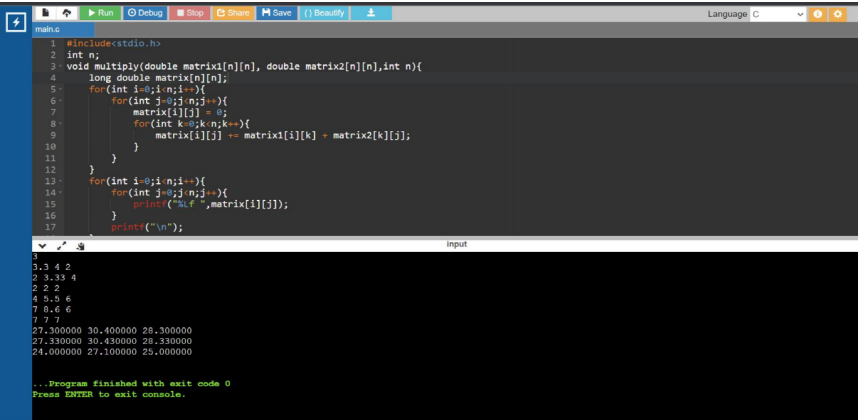 Run Debug Stop Share Save { } Beautify Language C
main.c
1 #include<stdio.h>
2 int n;
3 void multiply(double matrix1[n][n], double matrix2[n][n],int n){
4 long double matrix[n][n];
5 for(int i=0;i<n;i++){
6 for(int j=0;j<n;j++){
7 matrix[i][j] = 0;
8 for(int k=0;k<n;k++){
9 matrix[i][j] += matrix1[i][k] + matrix2[k][j];
10 }
11 }
12 }
13 for(int i=0;i<n;i++){
14 for(int j=0;j<n;j++){
15 printf("%Lf ",matrix[i][j]);
16 }
17 printf("\n");
input
3
3.3 4 2
2 3.33 4
2 2 2
4 5.5 6
7 8.6 6
7 7 7
27.300000 30.400000 28.300000
27.330000 30.430000 28.330000
24.000000 27.100000 25.000000
...Program finished with exit code 0
Press ENTER to exit console.